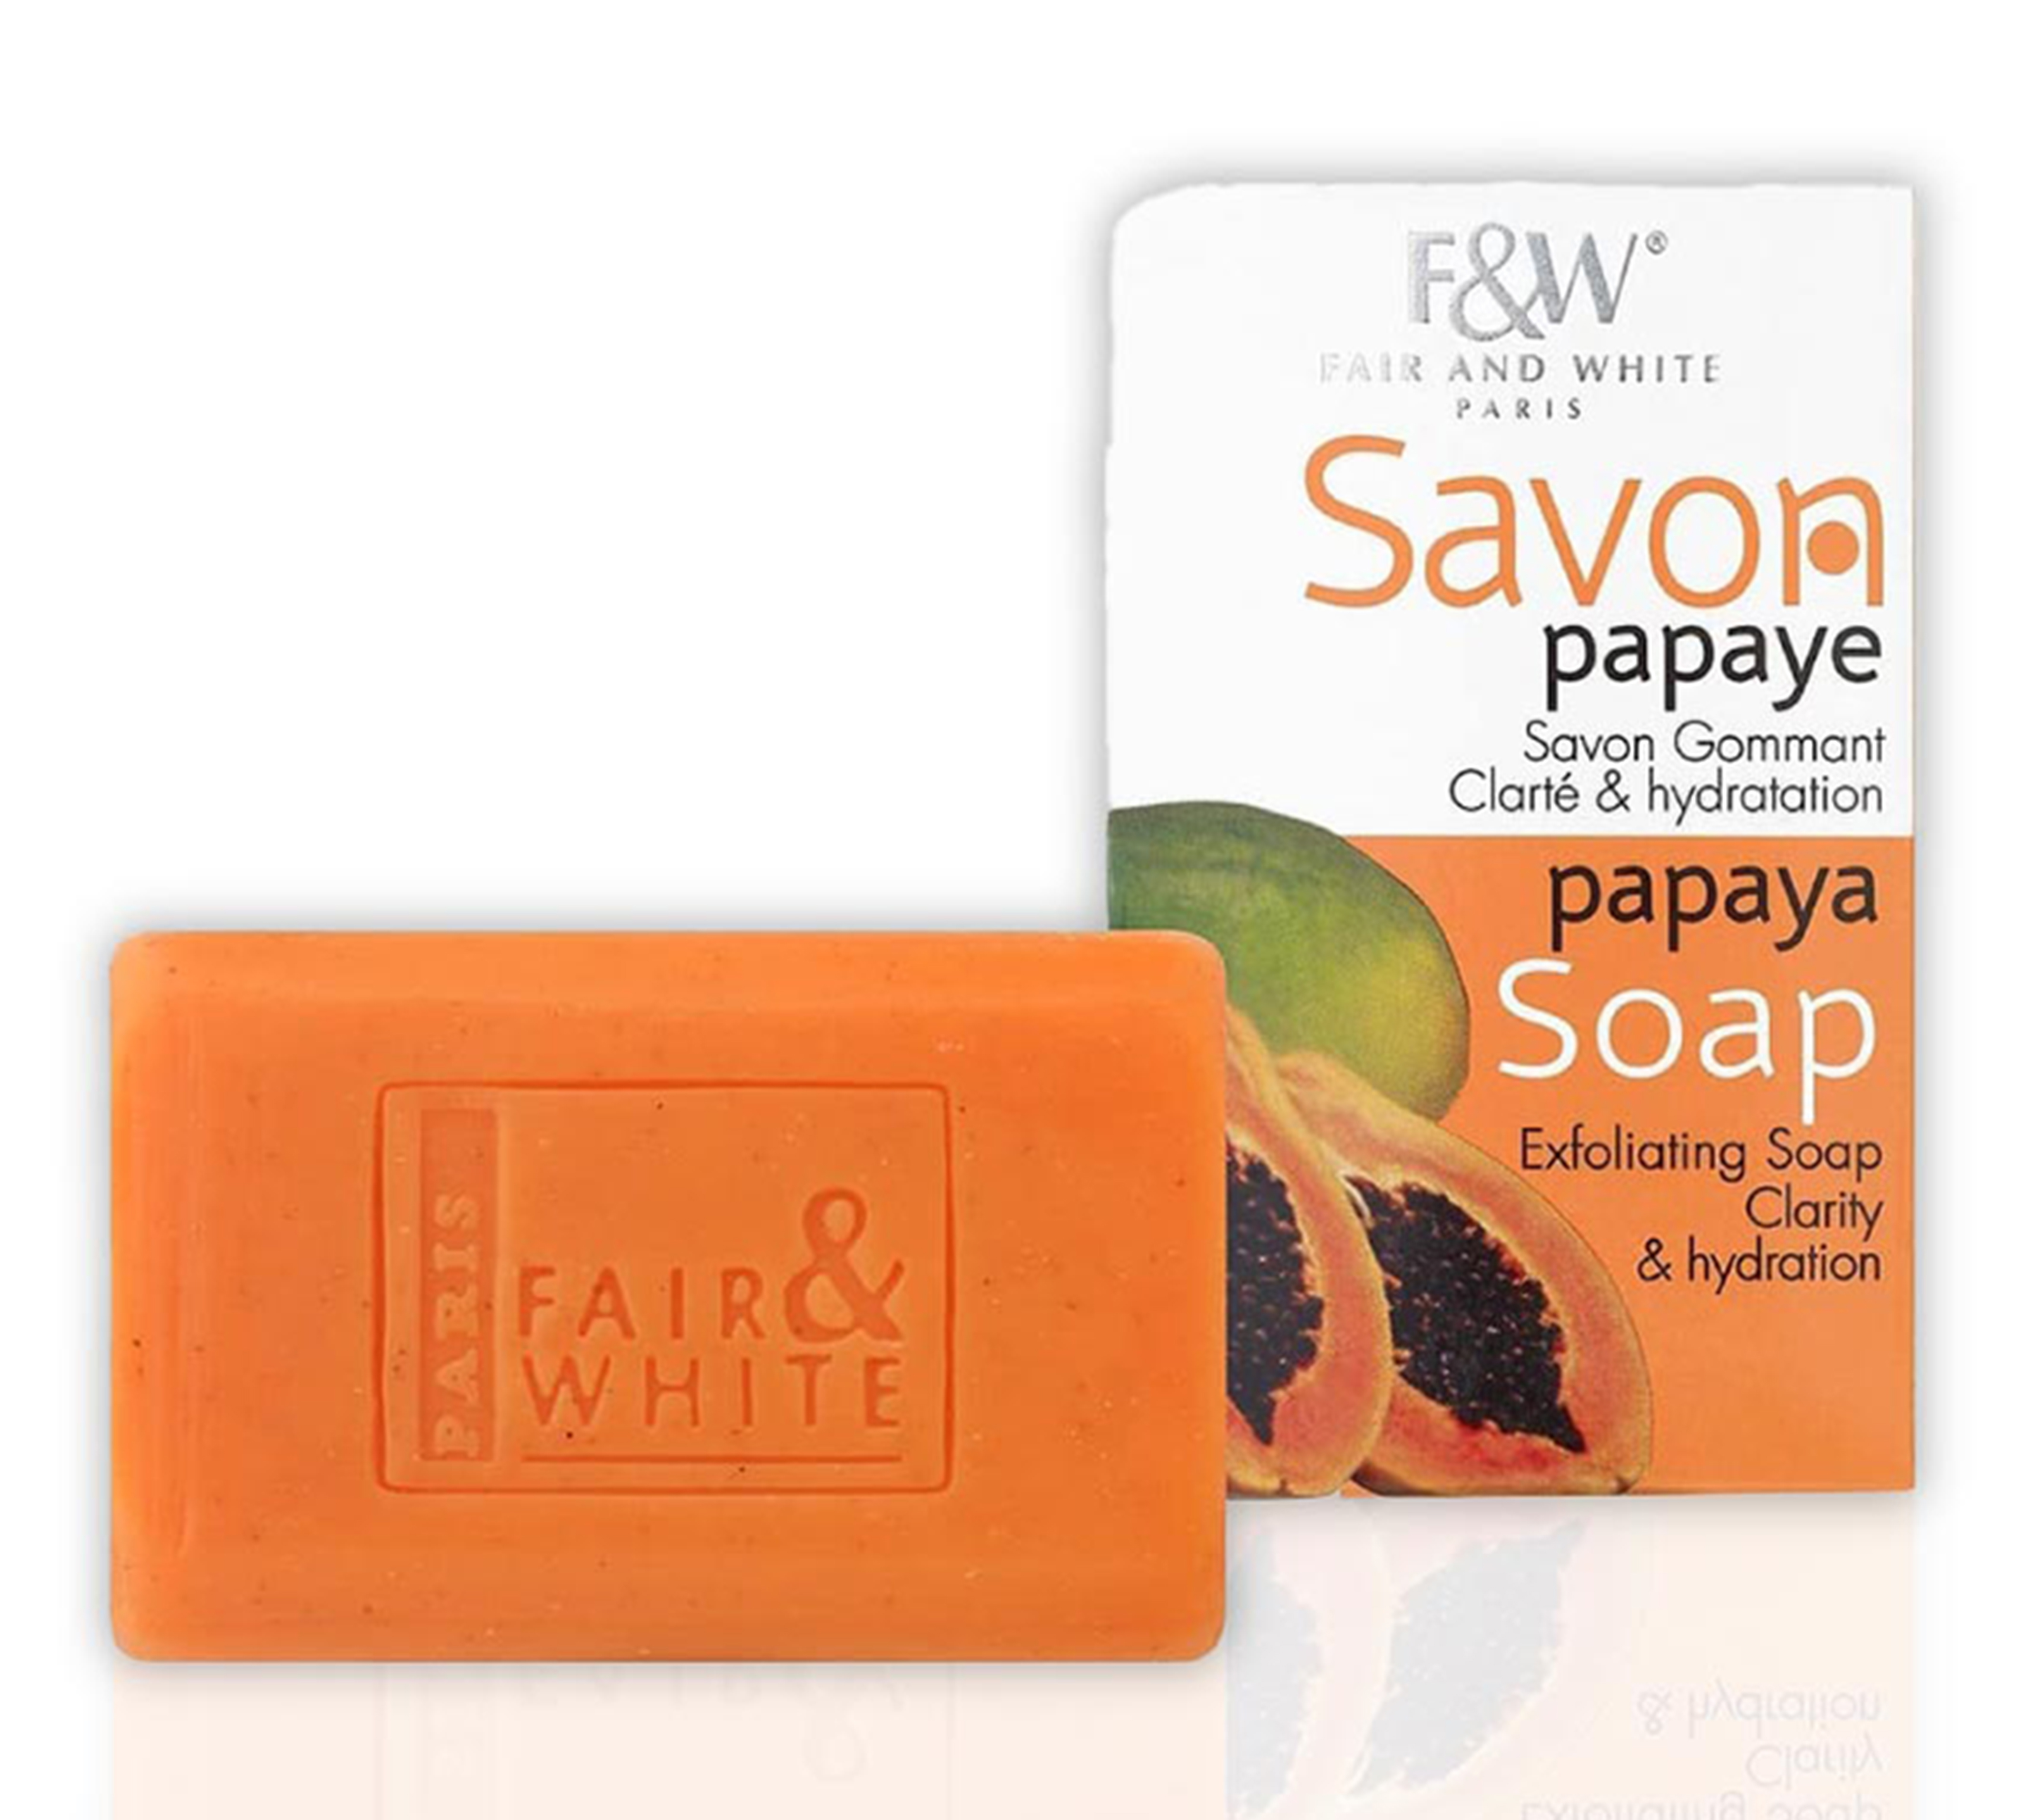 F&W®
FAIR AND WHITE
PARIS
Savon
papaye
Savon Gommant
Clarté & hydratation
papaya
Soap
Exfoliating Soap
Clarity
& hydration
PARIS
FAIR &
WHITE